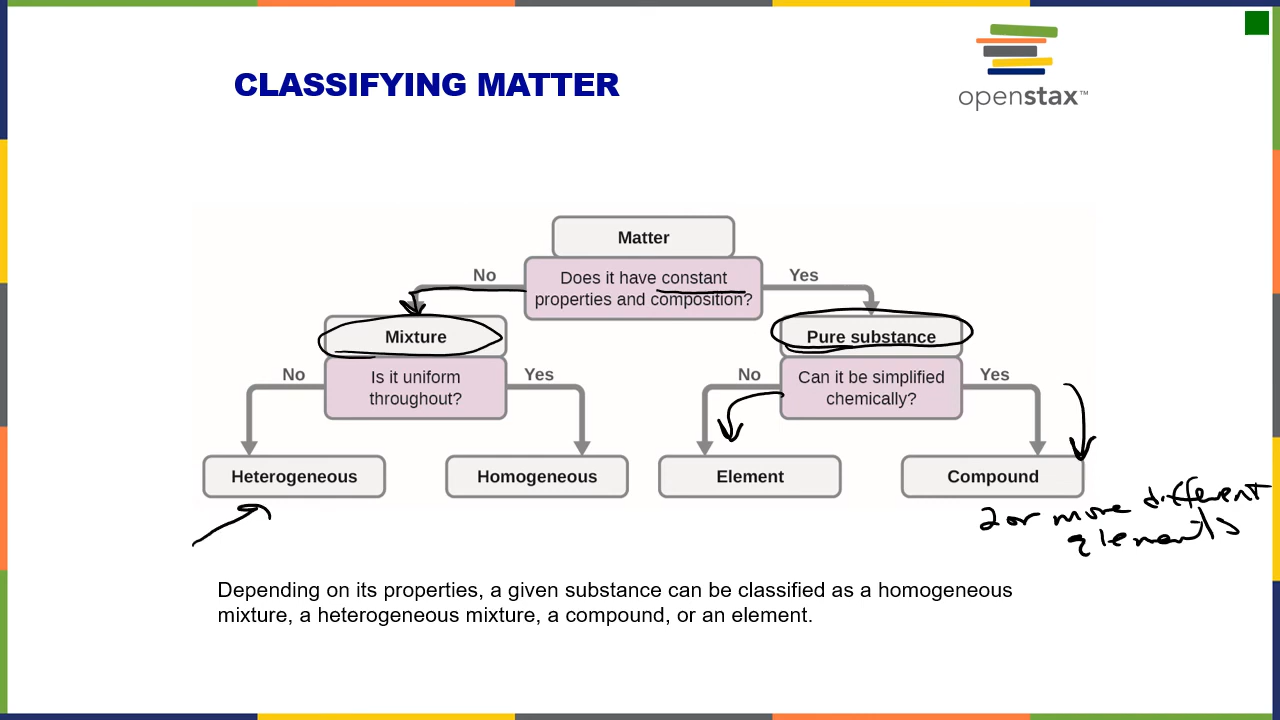 CLASSIFYING MATTER
openstax™
Matter
No
Does it have constant
properties and composition?
Yes
Mixture
Pure substance
No
Is it uniform
throughout?
Yes
No
Can it be simplified
chemically?
Yes
Heterogeneous
Homogeneous
Element
Compound
2 or more different
elements
Depending on its properties, a given substance can be classified as a homogeneous
mixture, a heterogeneous mixture, a compound, or an element.